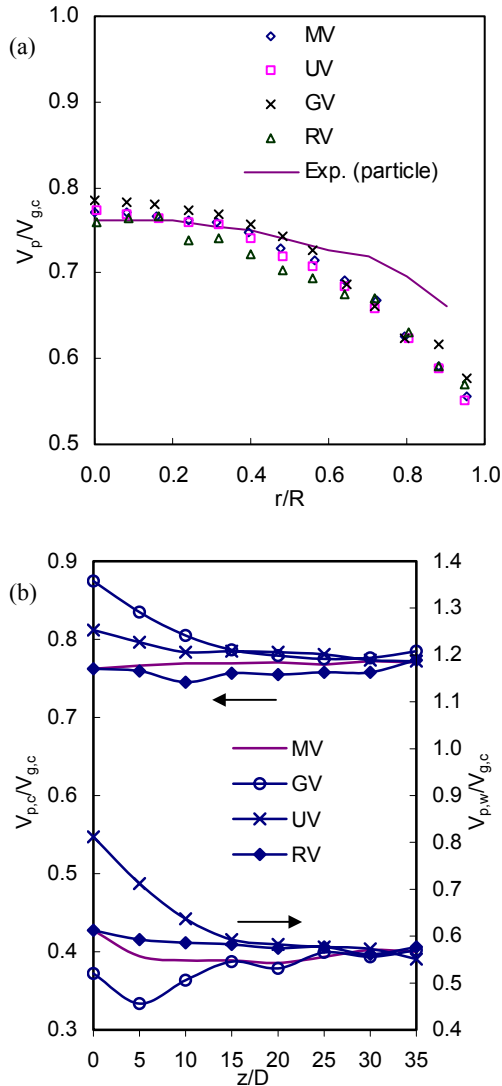 (a)
1.0
0.9
0.8
0.7
0.6
0.5
Vp/Vg,c
MV
UV
GV
RV
Exp. (particle)
0.0 0.2 0.4 0.6 0.8 1.0
r/R
(b)
0.9
0.8
0.7
0.6
0.5
0.4
0.3
Vp,c/Vg,c
MV
GV
UV
RV
1.4
1.3
1.2
1.1
1.0
0.9
0.8
0.7
0.6
0.5
0.4
Vp,w/Vg,c
0 5 10 15 20 25 30 35
z/D